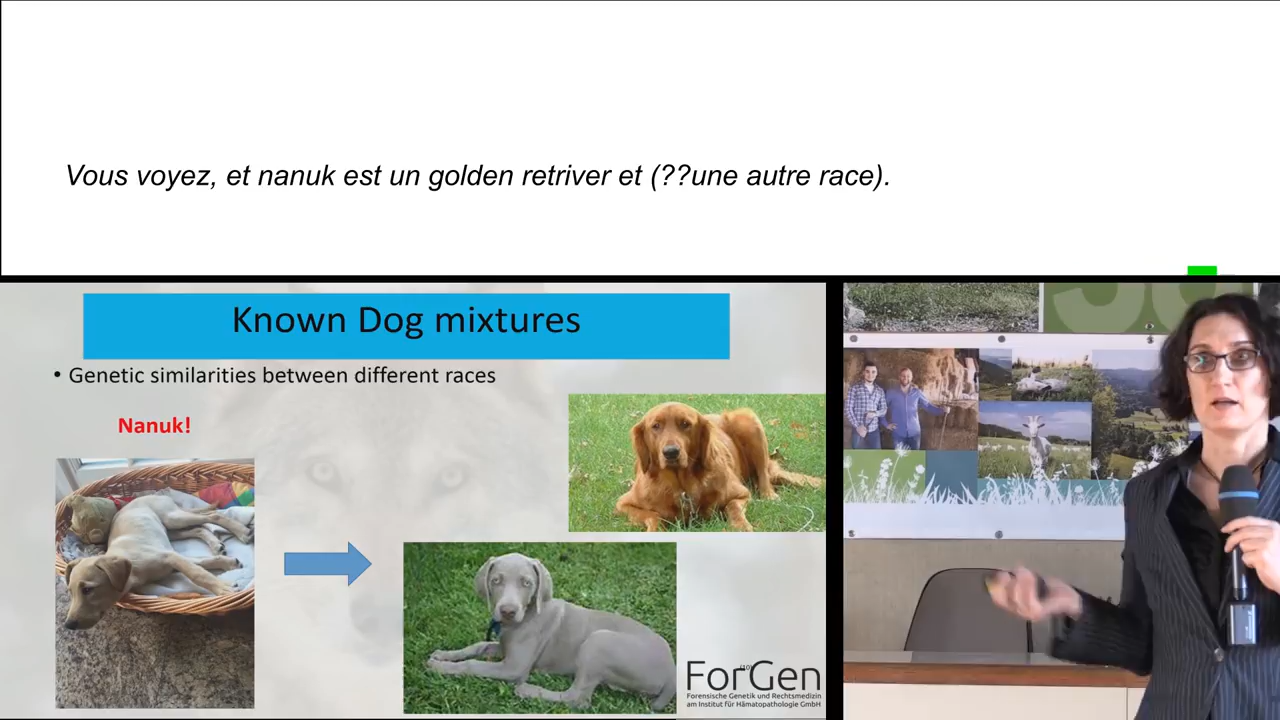 Vous voyez, et nanuk est un golden retriver et (??une autre race).
Known Dog mixtures
• Genetic similarities between different races
Nanuk!
(10)
ForGen
Forensische Genetik und Rechtsmedizin
am Institut für Hämatopathologie GmbH